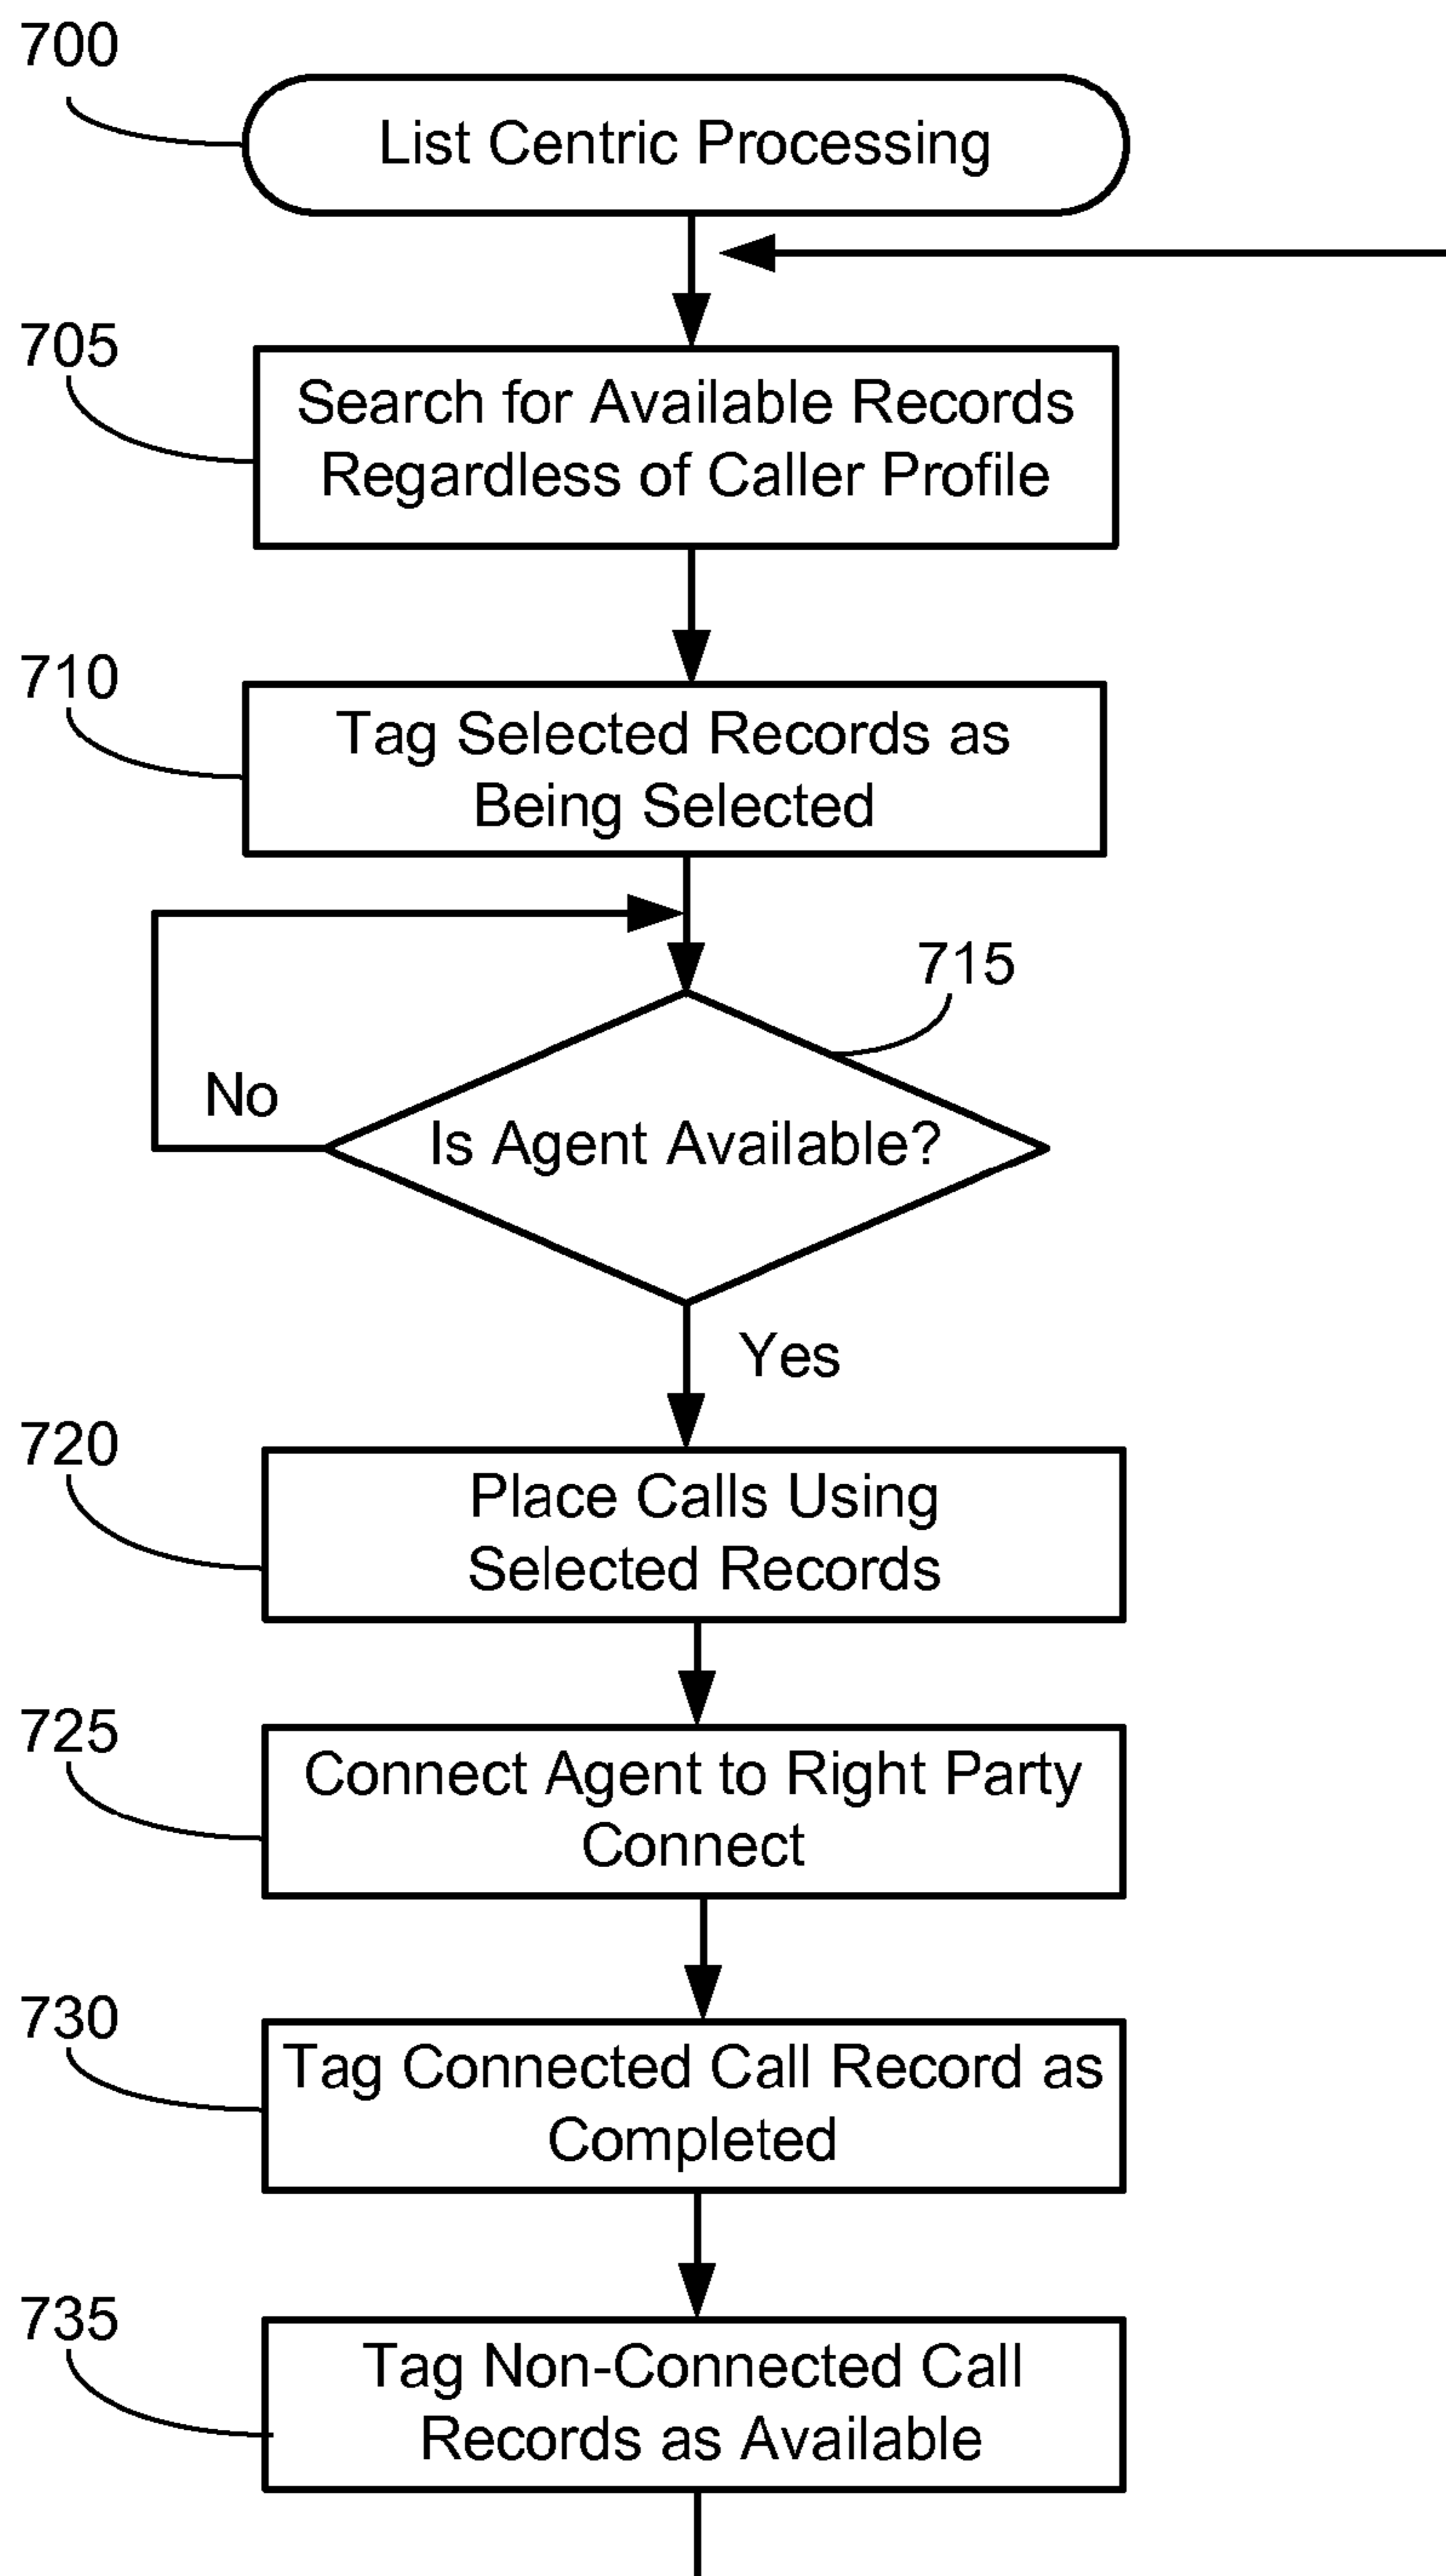 700
List Centric Processing
705
Search for Available Records
Regardless of Caller Profile
710
Tag Selected Records as
Being Selected
715
No
Is Agent Available?
Yes
720
Place Calls Using
Selected Records
725
Connect Agent to Right Party
Connect
730
Tag Connected Call Record as
Completed
735
Tag Non-Connected Call
Records as Available